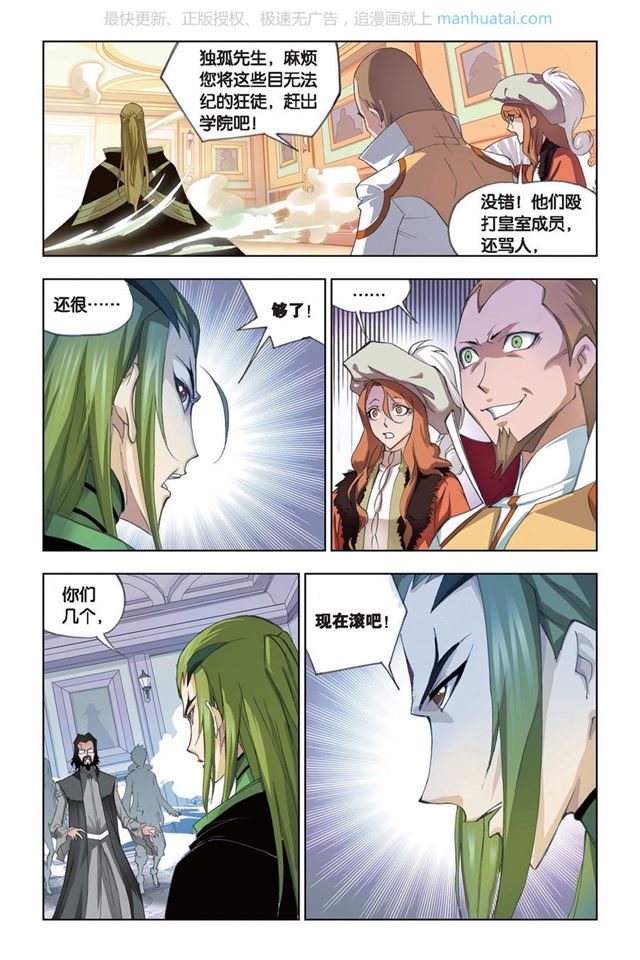 最快更新、正版授权、极速无广告，追漫画就上 manhuatai.com
独孤先生，麻烦
您将这些目无法
纪的狂徒，赶出
学院吧！
没错！他们殴
打皇室成员，
还骂人，
还很……
够了！
……
你们
几个，
现在滚吧！